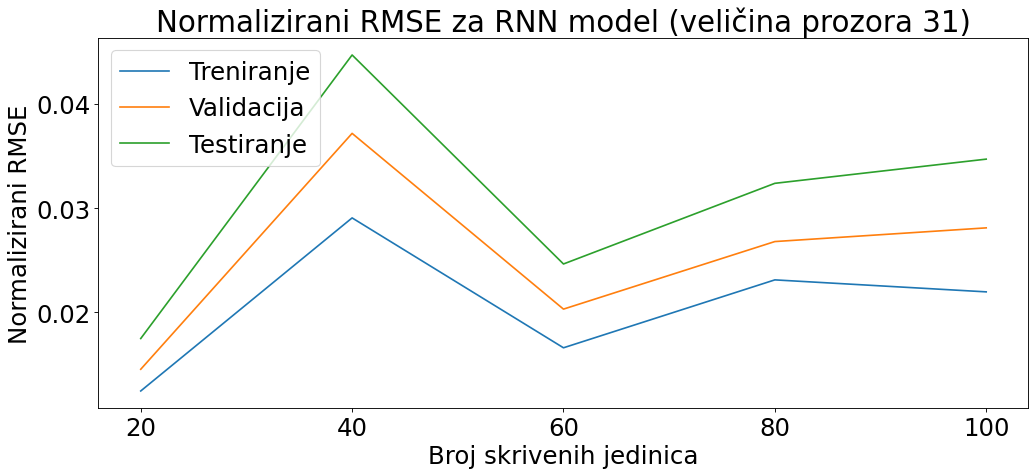 Normalizirani RMSE za RNN model (veličina prozora 31)
Treniranje
Validacija
Testiranje
Normalizirani RMSE
0.04
0.03
0.02
20 40 60 80 100
Broj skrivenih jedinica